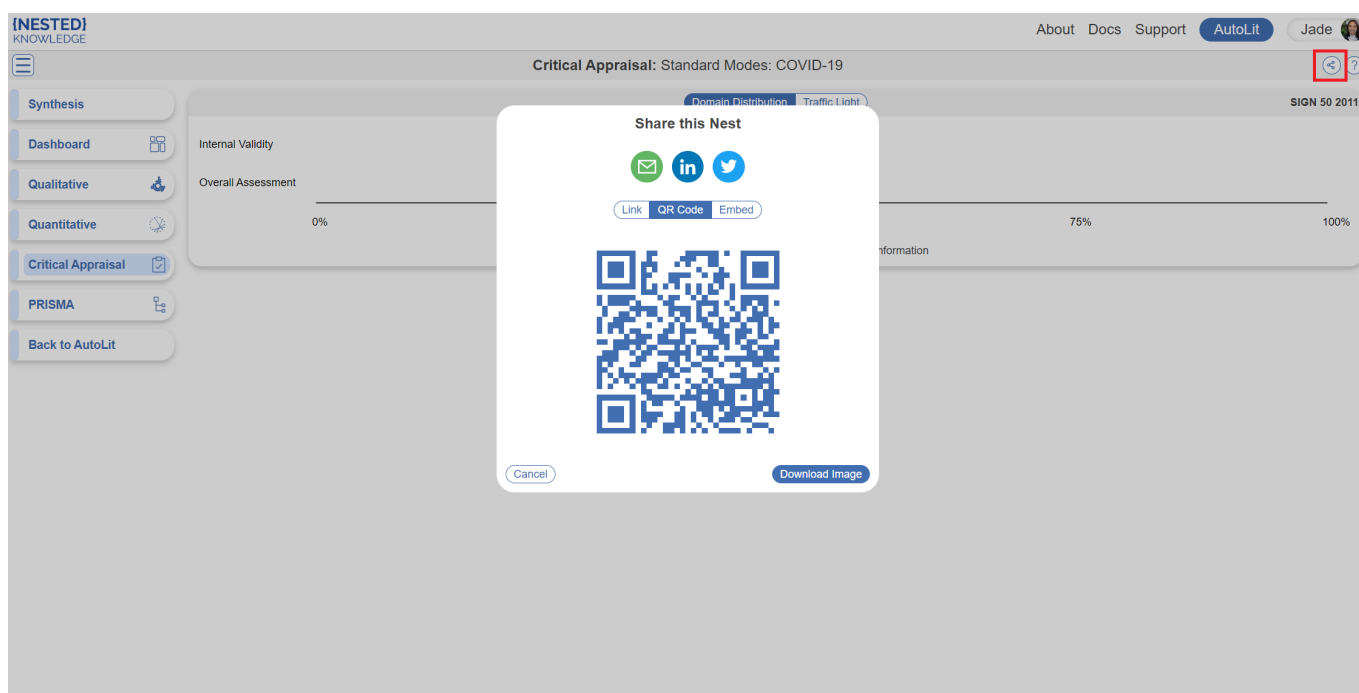 {NESTED}
KNOWLEDGE
About Docs Support AutoLit Jade
Critical Appraisal: Standard Modes: COVID-19
?
Synthesis
Dashboard
Qualitative
Quantitative
Critical Appraisal
PRISMA
Back to AutoLit
Domain Distribution Traffic Light
SIGN 50 2011
Internal Validity
Overall Assessment
0%
75%
100%
Share this Nest
in
Link QR Code Embed
Cancel
Download Image